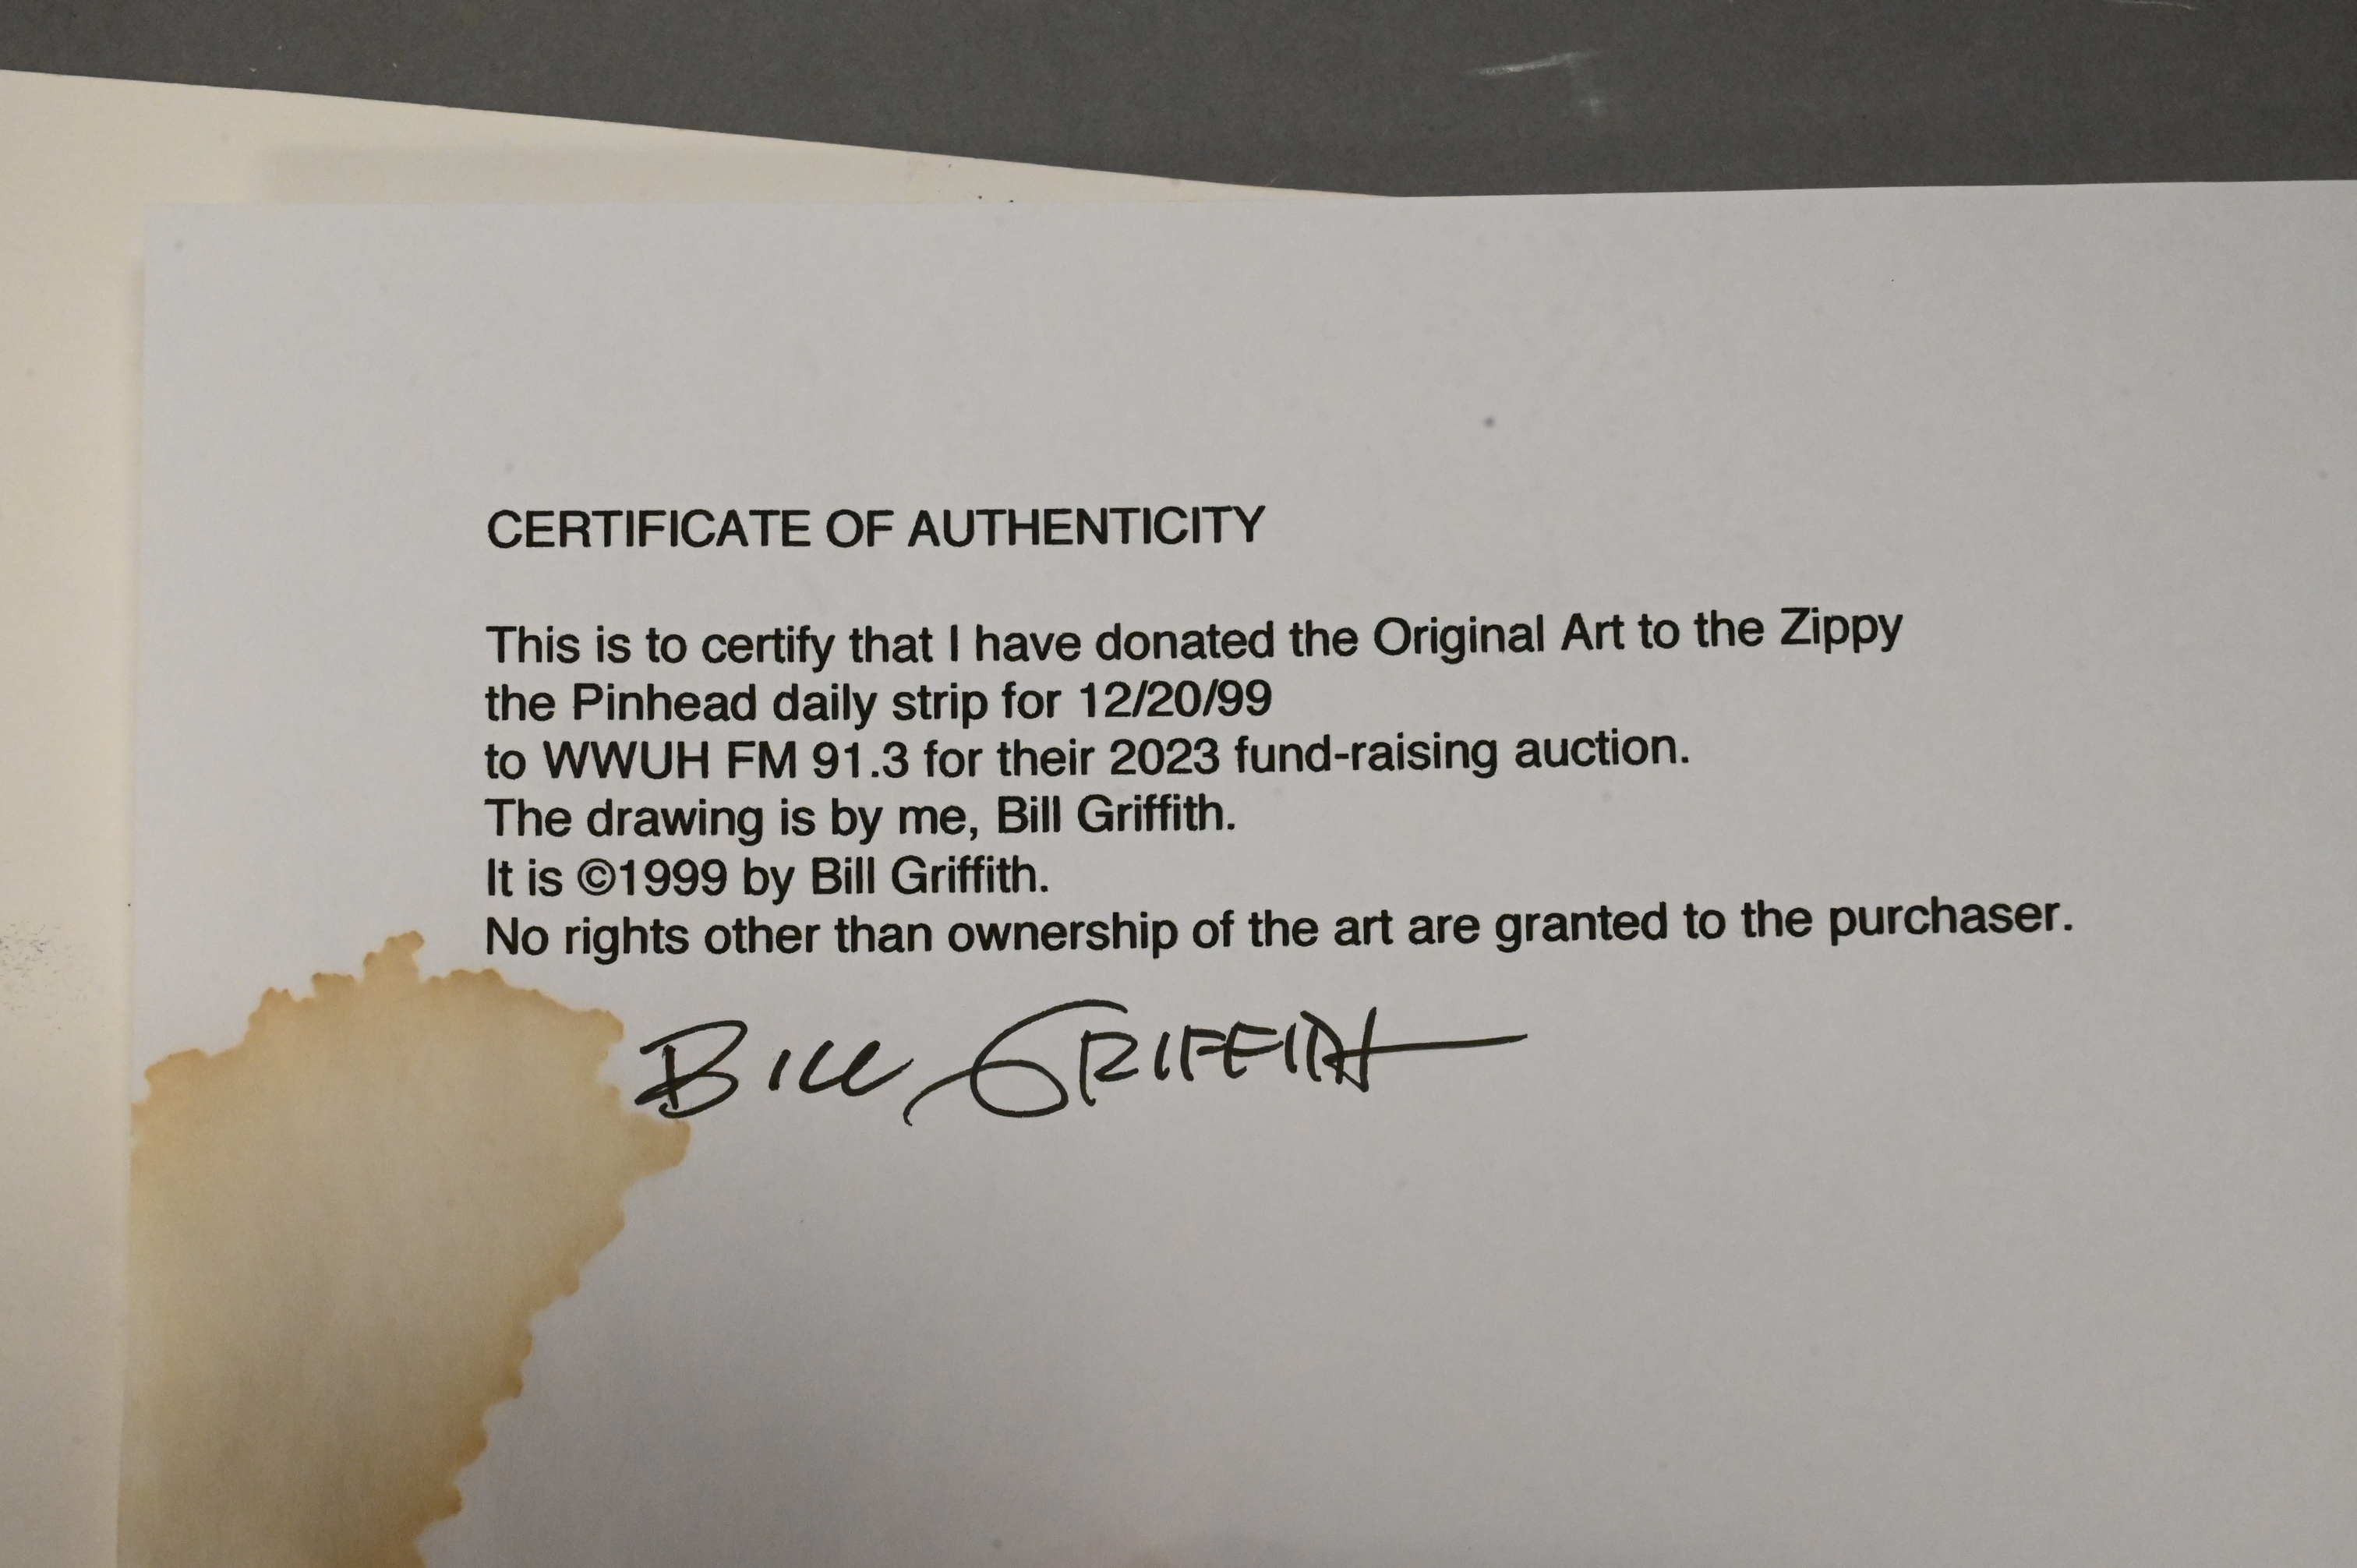 CERTIFICATE OF AUTHENTICITY
This is to certify that I have donated the Original Art to the Zippy
the Pinhead daily strip for 12/20/99
to WWUH FM 91.3 for their 2023 fund-raising auction.
The drawing is by me, Bill Griffith.
It is ©1999 by Bill Griffith.
No rights other than ownership of the art are granted to the purchaser.
BILL GRIFFITH